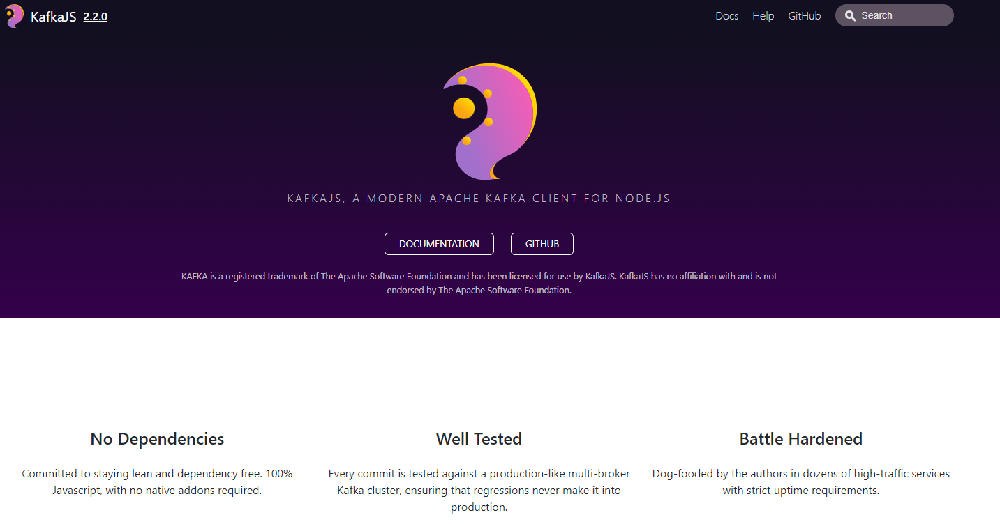 KafkaJS 2.2.0 Docs Help GitHub Search
KAFKAJS, A MODERN APACHE KAFKA CLIENT FOR NODE.JS
DOCUMENTATION GITHUB
KAFKA is a registered trademark of The Apache Software Foundation and has been licensed for use by KafkaJS. KafkaJS has no affiliation with and is not
endorsed by The Apache Software Foundation.
No Dependencies
Committed to staying lean and dependency free. 100%
Javascript, with no native addons required.
Well Tested
Every commit is tested against a production-like multi-broker
Kafka cluster, ensuring that regressions never make it into
production.
Battle Hardened
Dog-fooded by the authors in dozens of high-traffic services
with strict uptime requirements.